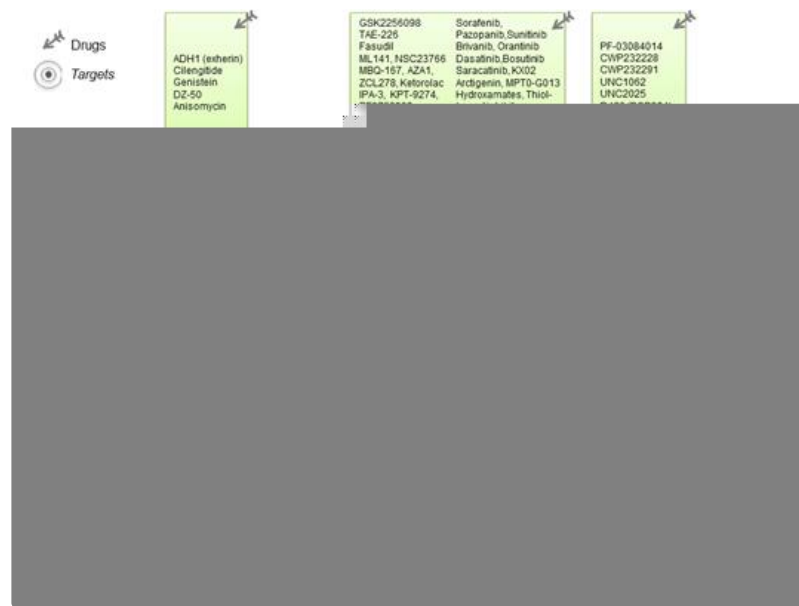 Drugs
Targets
ADH1 (exherin)
Cilengitide
Genistein
DZ-50
Anisomycin
GSK2256098
TAE-226
Fasudil
ML141, NSC23766
MBQ-167, AZA1,
ZCL278, Ketorolac
IPA-3, KPT-9274,
Sorafenib,
Pazopanib,Sunitinib
Brivanib, Orantinib
Dasatinib,Bosutinib
Saracatinib, KX02
Arctigenin, MPT0-G013
Hydroxamates, Thiol-
PF-03084014
CWP232228
CWP232291
UNC1062
UNC2025